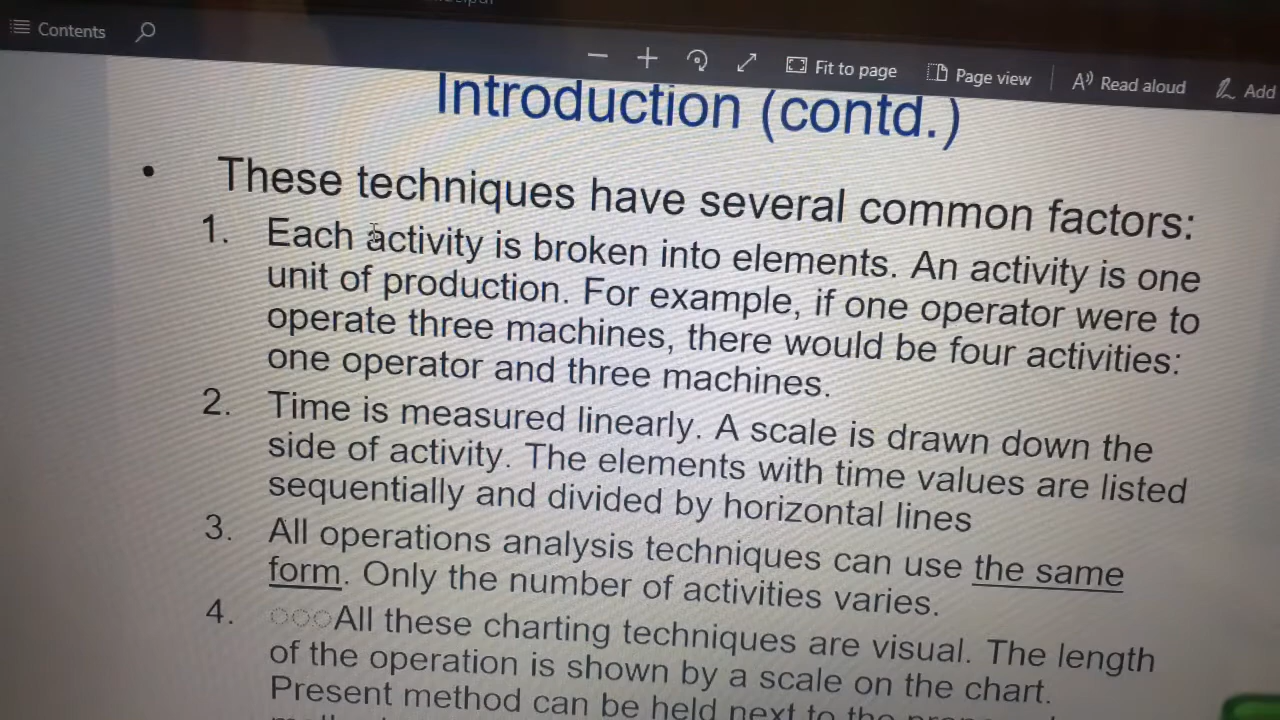 Contents
Fit to page
Page view
Read aloud
Add
Introduction (contd.)
• These techniques have several common factors:
1. Each activity is broken into elements. An activity is one
unit of production. For example, if one operator were to
operate three machines, there would be four activities:
one operator and three machines.
2. Time is measured linearly. A scale is drawn down the
side of activity. The elements with time values are listed
sequentially and divided by horizontal lines
3. All operations analysis techniques can use the same
form. Only the number of activities varies.
4. All these charting techniques are visual. The length
of the operation is shown by a scale on the chart.
Present method can be held next to the